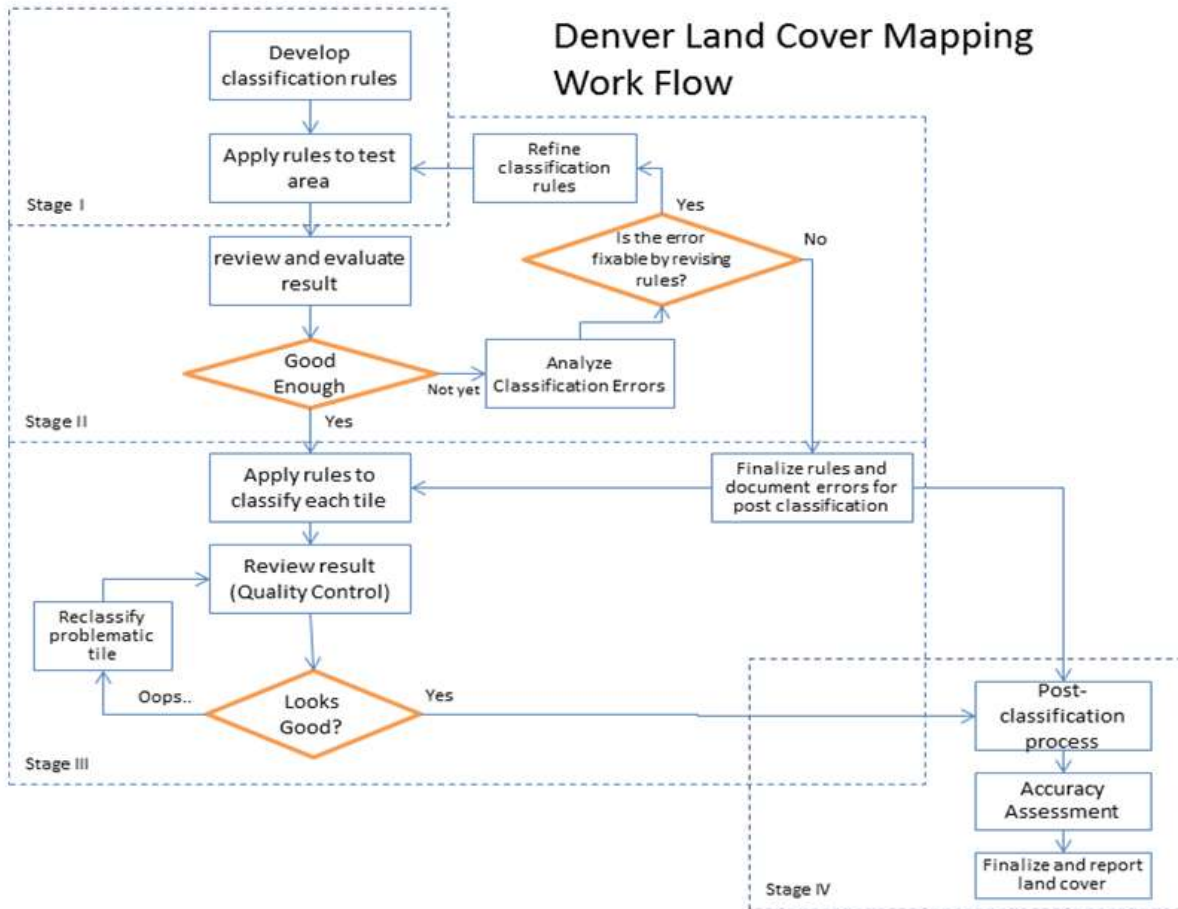 Denver Land Cover Mapping
Work Flow
Develop
classification rules
Apply rules to test
area
Refine
classification
rules
Stage I
Yes
Is the error
fixable by revising
rules?
No
review and evaluate
result
Good
Enough
Not yet
Analyze
Classification Errors
Stage II
Yes
Apply rules to
classify each tile
Finalize rules and
document errors for
post classification
Review result
(Quality Control)
Reclassify
problematic
tile
Oops..
Looks
Good?
Yes
Stage III
Post-
classification
process
Accuracy
Assessment
Finalize and report
land cover
Stage IV